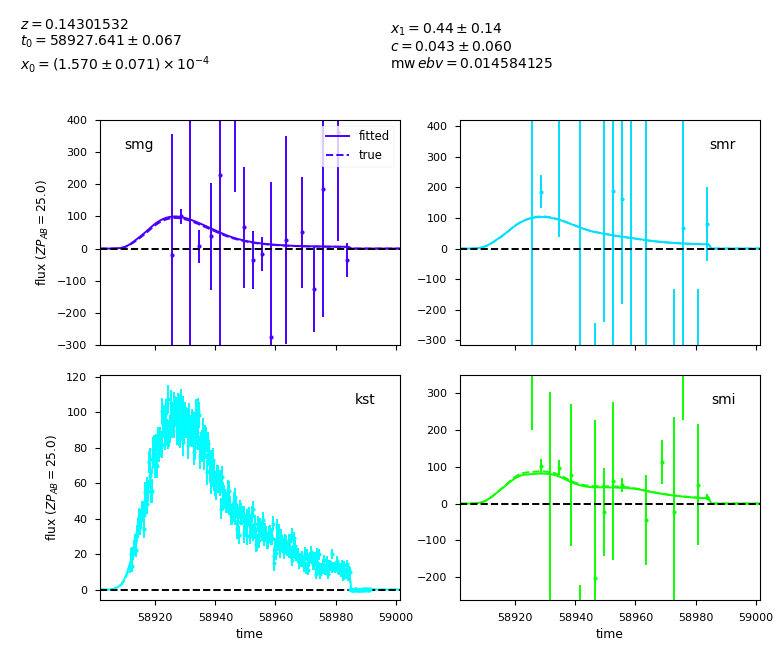 z = 0.14301532
t₀ = 58927.641 ± 0.067
x₀ = (1.570 ± 0.071) × 10⁻⁴
x₁ = 0.44 ± 0.14
c = 0.043 ± 0.060
mw ebv = 0.014584125
400
300
200
100
0
−100
−200
−300
flux (ZP_AB = 25.0)
smg
fitted
true
400
300
200
100
0
−100
−200
−300
smr
120
100
80
60
40
20
0
flux (ZP_AB = 25.0)
kst
58920
58940
58960
58980
59000
time
300
200
100
0
−100
−200
smi
58920
58940
58960
58980
59000
time